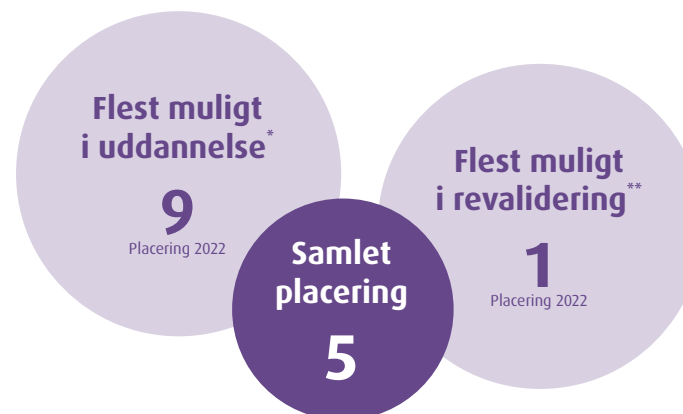 Flest muligt
i uddannelse*
9
Placering 2022
Flest muligt
i revalidering**
1
Placering 2022
Samlet
placering
5